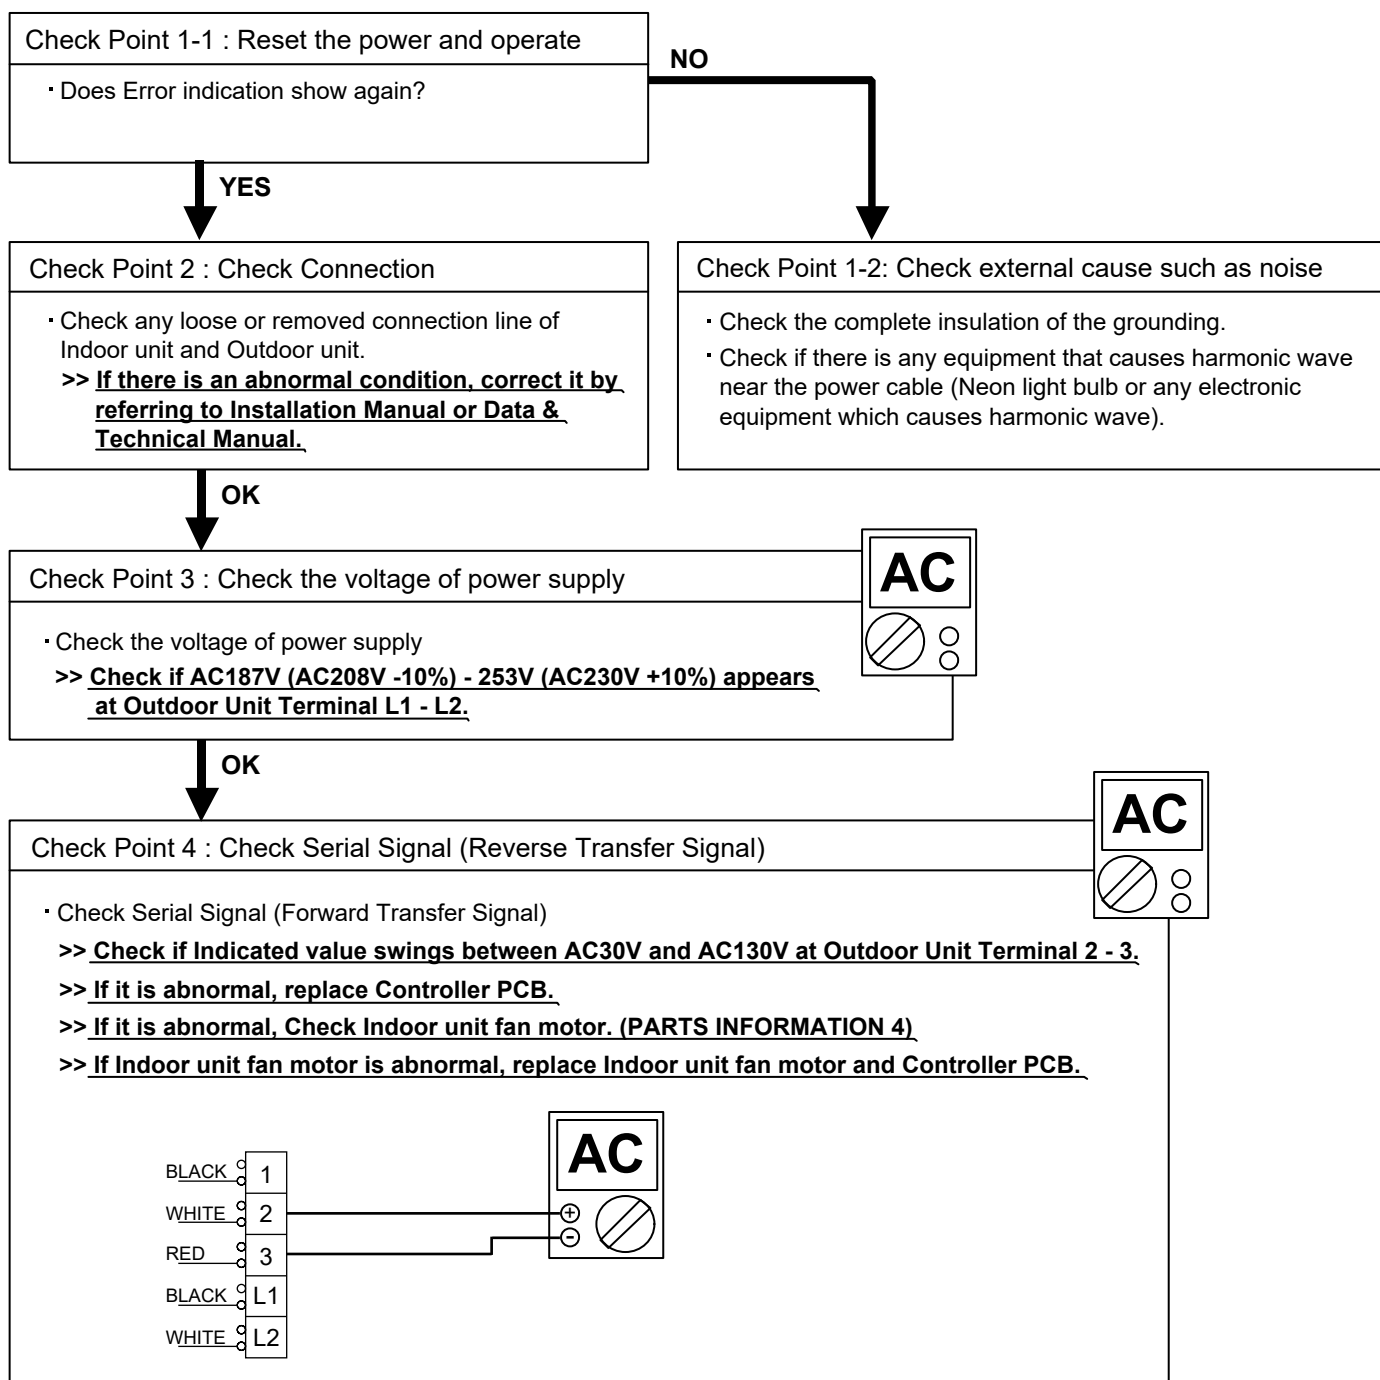 Check Point 1-1 : Reset the power and operate
・Does Error indication show again?
NO
YES
Check Point 2 : Check Connection
・Check any loose or removed connection line of
Indoor unit and Outdoor unit.
>> If there is an abnormal condition, correct it by
referring to Installation Manual or Data &
Technical Manual.
Check Point 1-2: Check external cause such as noise
・Check the complete insulation of the grounding.
・Check if there is any equipment that causes harmonic wave
near the power cable (Neon light bulb or any electronic
equipment which causes harmonic wave).
OK
Check Point 3 : Check the voltage of power supply
AC
・Check the voltage of power supply
>> Check if AC187V (AC208V -10%) - 253V (AC230V +10%) appears
at Outdoor Unit Terminal L1 - L2.
OK
Check Point 4 : Check Serial Signal (Reverse Transfer Signal)
AC
・Check Serial Signal (Forward Transfer Signal)
>> Check if Indicated value swings between AC30V and AC130V at Outdoor Unit Terminal 2 - 3.
>> If it is abnormal, replace Controller PCB.
>> If it is abnormal, Check Indoor unit fan motor. (PARTS INFORMATION 4)
>> If Indoor unit fan motor is abnormal, replace Indoor unit fan motor and Controller PCB.
AC
BLACK 1
WHITE 2
RED 3
BLACK L1
WHITE L2
+
-